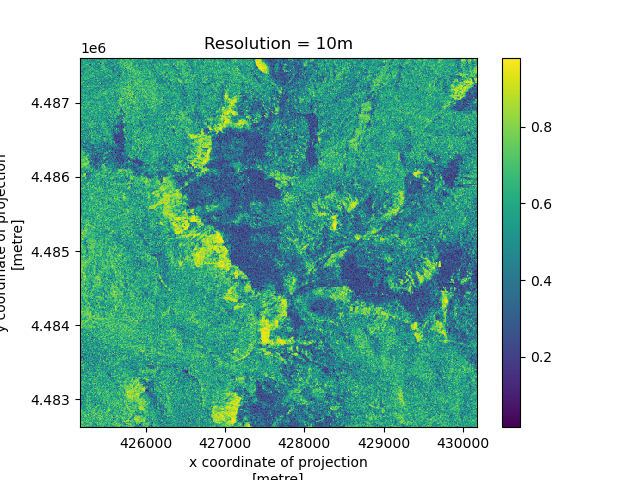 Resolution = 10m
1e6
4.487
4.486
4.485
4.484
4.483
y coordinate of projection
[metre]
426000 427000 428000 429000 430000
x coordinate of projection
[metre]
0.8
0.6
0.4
0.2